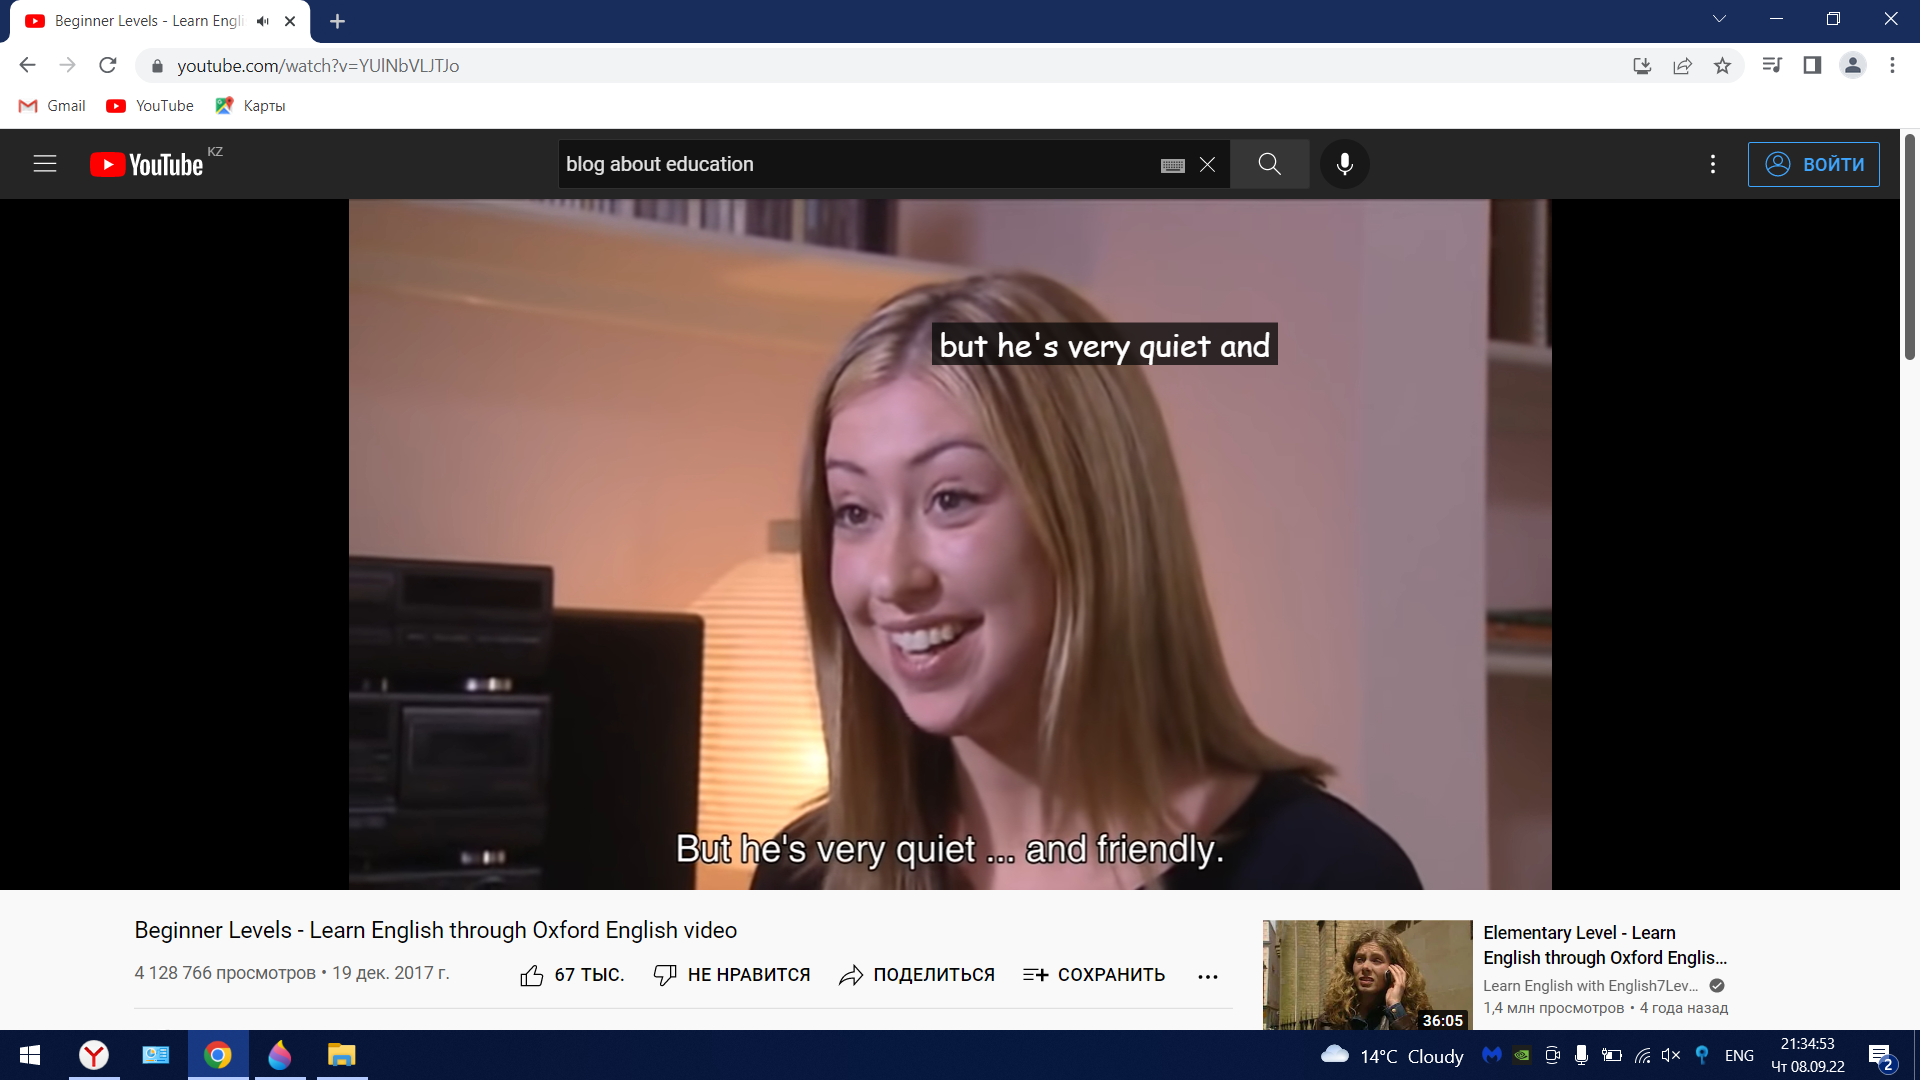 Beginner Levels - Learn Engli
youtube.com/watch?v=YUlNbVLJTJo
Gmail YouTube Карты
YouTube KZ
blog about education
ВОЙТИ
but he's very quiet and
But he's very quiet ... and friendly.
Beginner Levels - Learn English through Oxford English video
4 128 766 просмотров • 19 дек. 2017 г.
67 ТЫС. НЕ НРАВИТСЯ ПОДЕЛИТЬСЯ СОХРАНИТЬ
36:05
Elementary Level - Learn
English through Oxford Englis...
Learn English with English7Lev...
1,4 млн просмотров • 4 года назад
14°C Cloudy
ENG
21:34:53
Чт 08.09.22
2